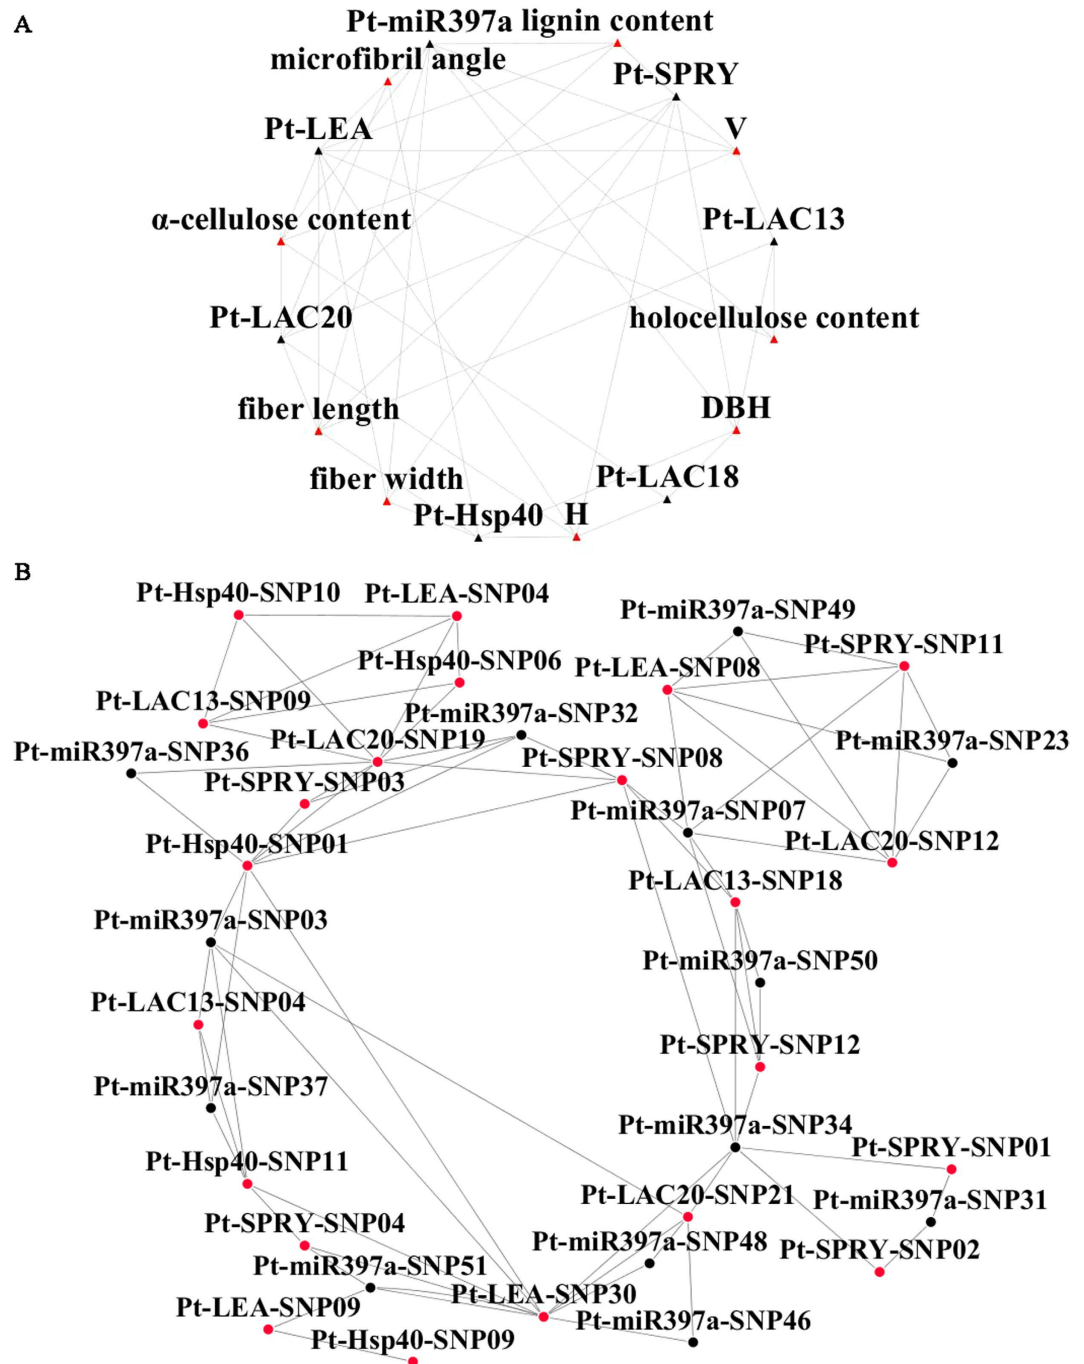 A
Pt-miR397a lignin content
microfibril angle
Pt-SPRY
Pt-LEA
V
α-cellulose content
Pt-LAC13
Pt-LAC20
holocellulose content
fiber length
DBH
fiber width
Pt-LAC18
Pt-Hsp40
H
B
Pt-Hsp40-SNP10
Pt-LEA-SNP04
Pt-miR397a-SNP49
Pt-SPRY-SNP11
Pt-Hsp40-SNP06
Pt-LEA-SNP08
Pt-LAC13-SNP09
Pt-miR397a-SNP32
Pt-miR397a-SNP36
Pt-LAC20-SNP19
Pt-miR397a-SNP23
Pt-SPRY-SNP03
Pt-SPRY-SNP08
Pt-miR397a-SNP07
Pt-Hsp40-SNP01
Pt-LAC20-SNP12
Pt-LAC13-SNP18
Pt-miR397a-SNP03
Pt-miR397a-SNP50
Pt-LAC13-SNP04
Pt-SPRY-SNP12
Pt-miR397a-SNP37
Pt-miR397a-SNP34
Pt-Hsp40-SNP11
Pt-SPRY-SNP01
Pt-LAC20-SNP21
Pt-miR397a-SNP31
Pt-SPRY-SNP04
Pt-miR397a-SNP48
Pt-SPRY-SNP02
Pt-miR397a-SNP51
Pt-LEA-SNP30
Pt-LEA-SNP09
Pt-miR397a-SNP46
Pt-Hsp40-SNP09